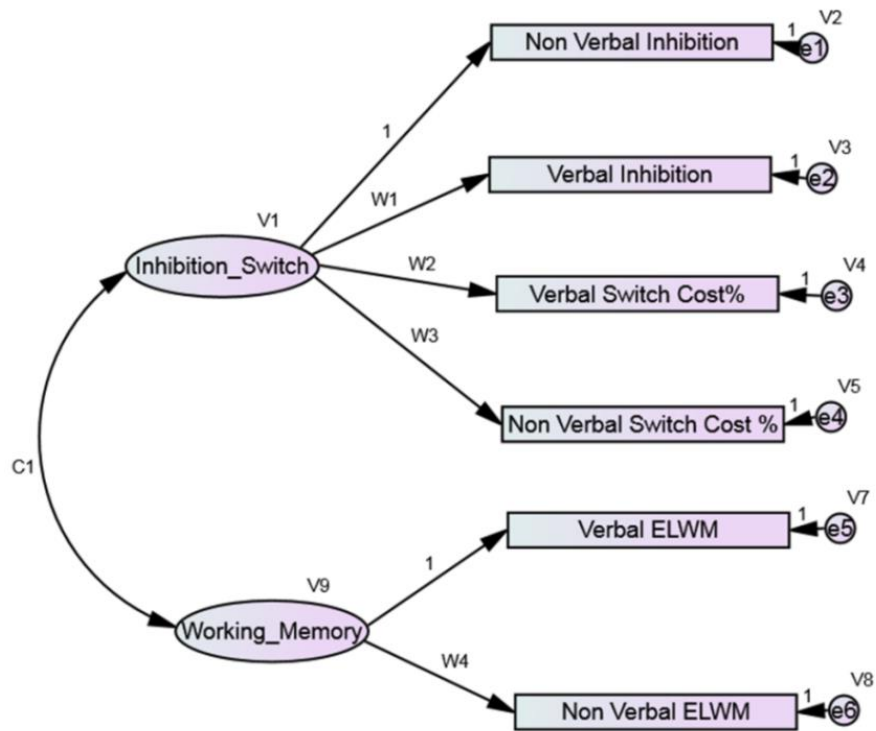 V2
1
e1
Non Verbal Inhibition
V3
1
e2
Verbal Inhibition
1
W1
V1
Inhibition_Switch
W2
V4
1
e3
Verbal Switch Cost%
W3
V5
1
e4
Non Verbal Switch Cost %
C1
V7
1
e5
Verbal ELWM
1
V9
Working_Memory
W4
V8
1
e6
Non Verbal ELWM